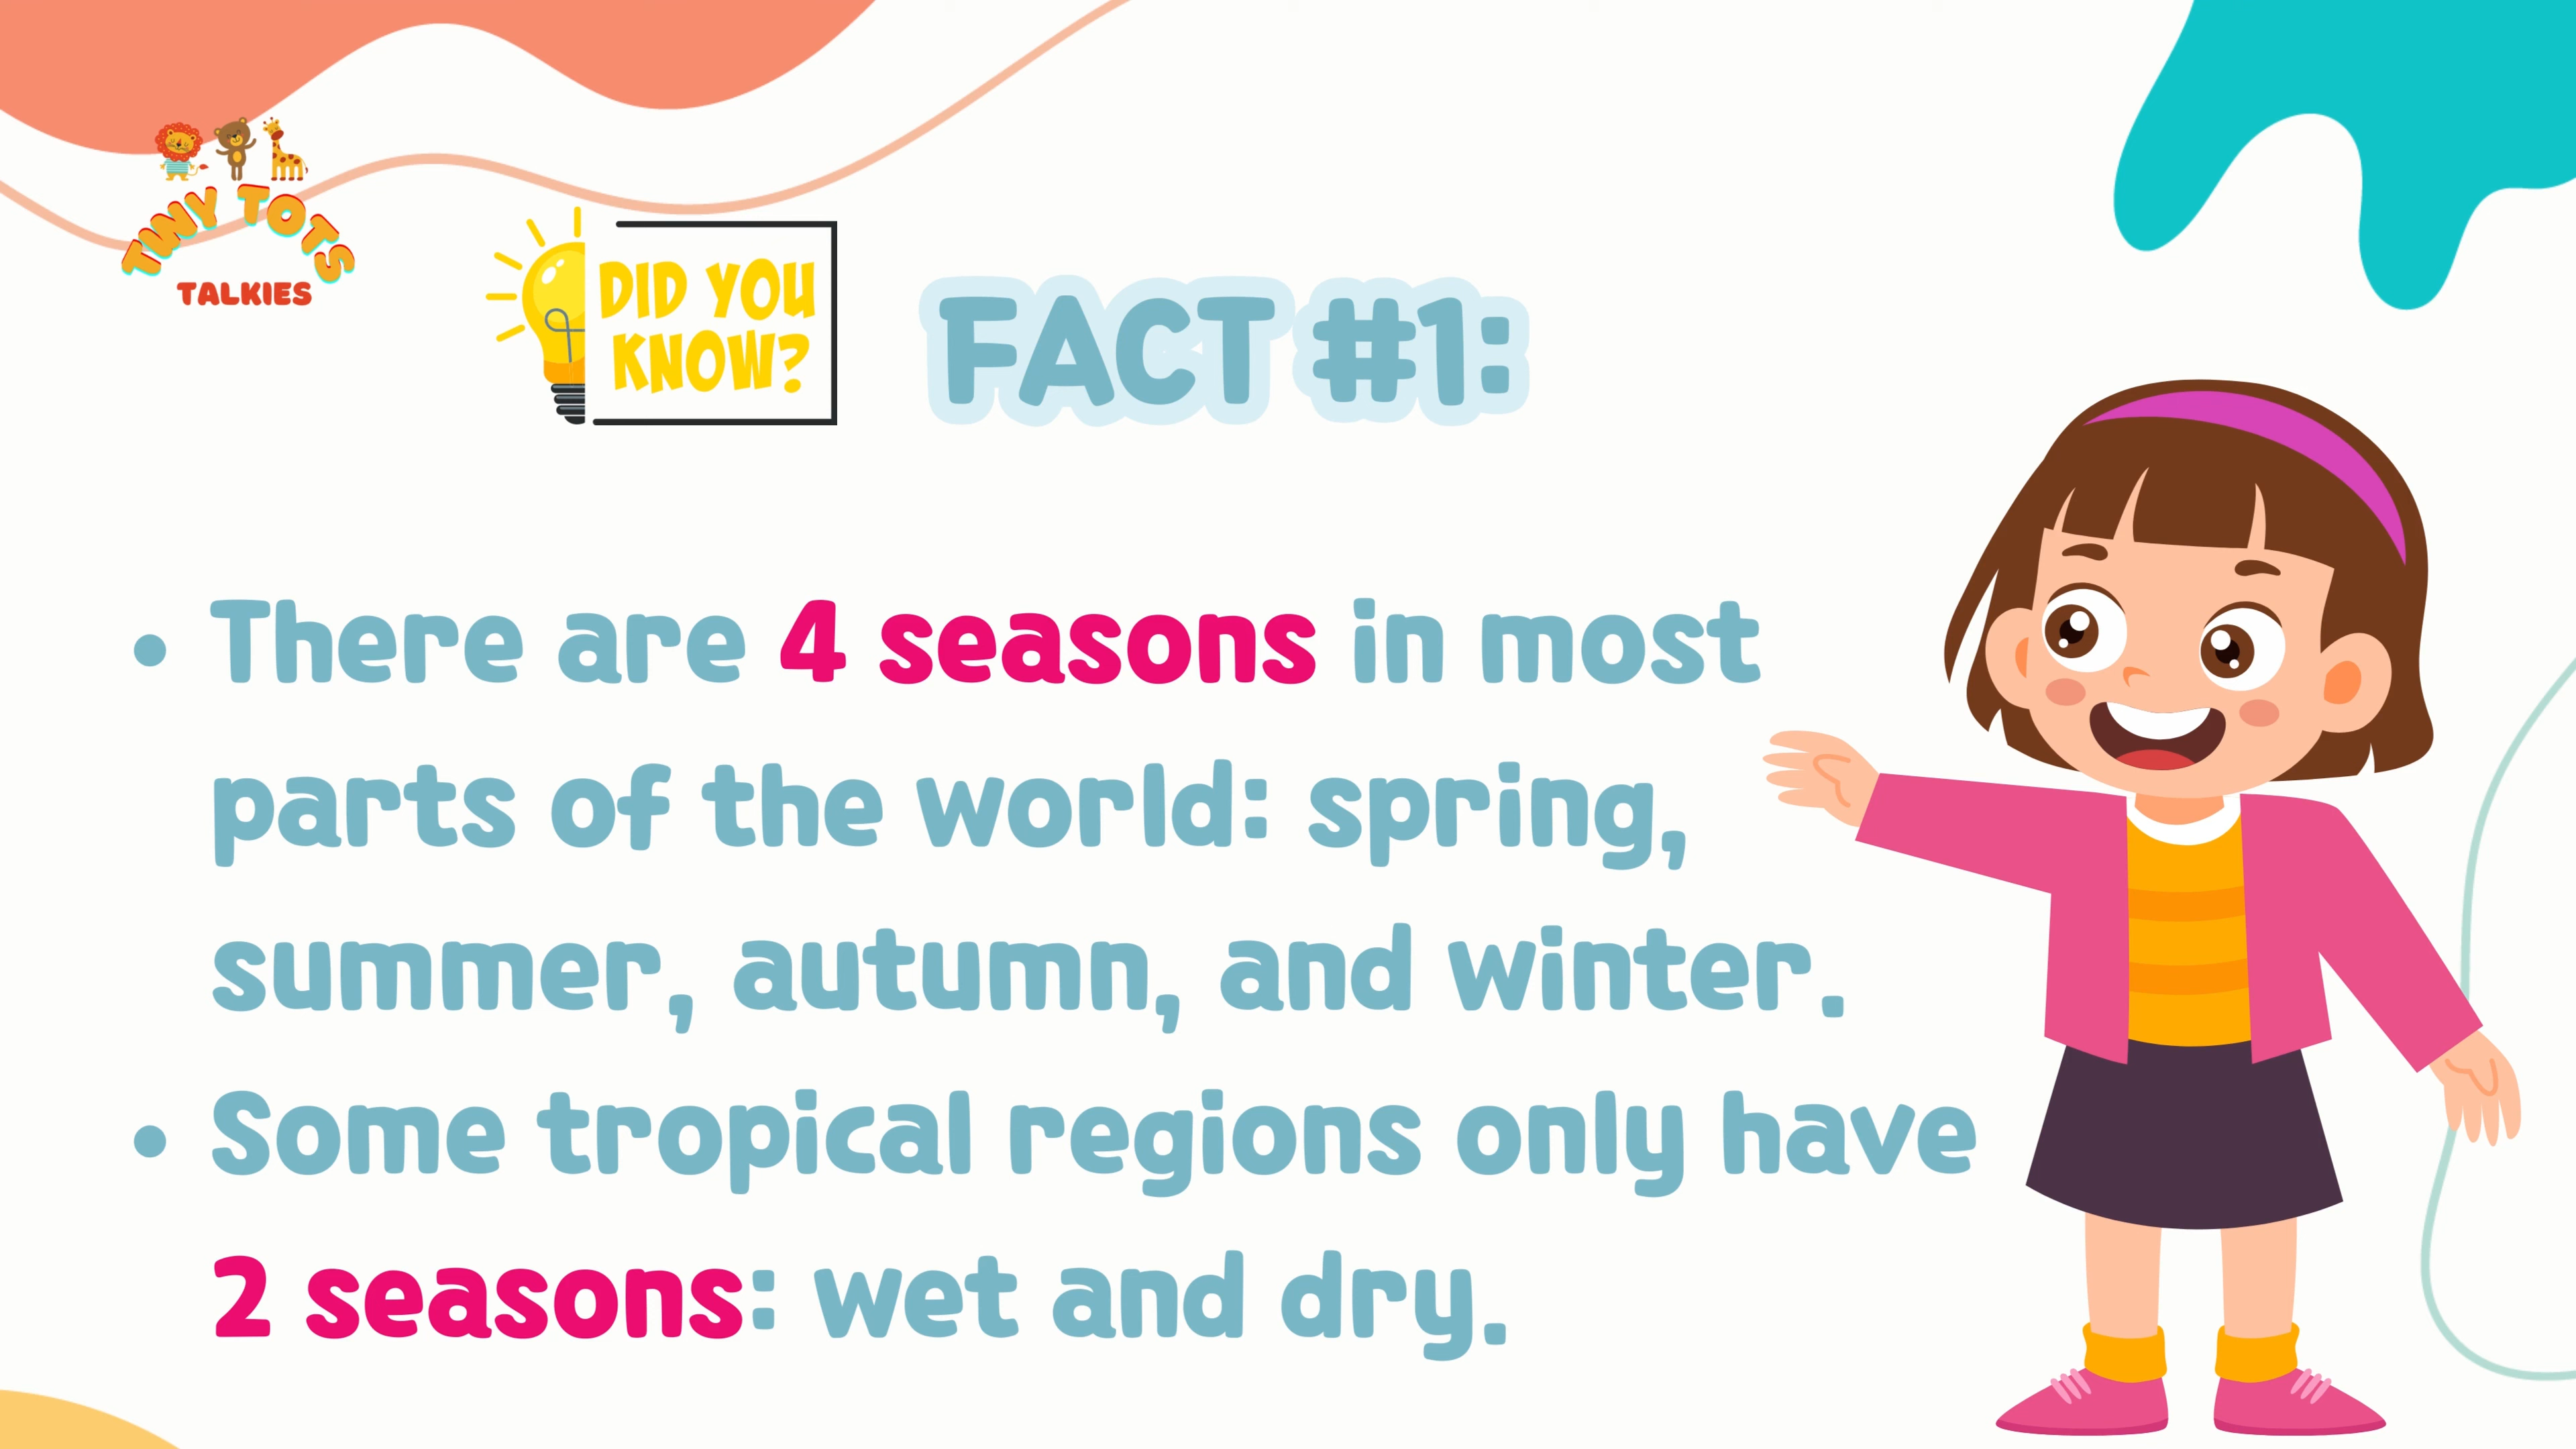 TINY TOTS
TALKIES
DID YOU
KNOW?
FACT #1:
• There are 4 seasons in most
parts of the world: spring,
summer, autumn, and winter.
• Some tropical regions only have
2 seasons: wet and dry.